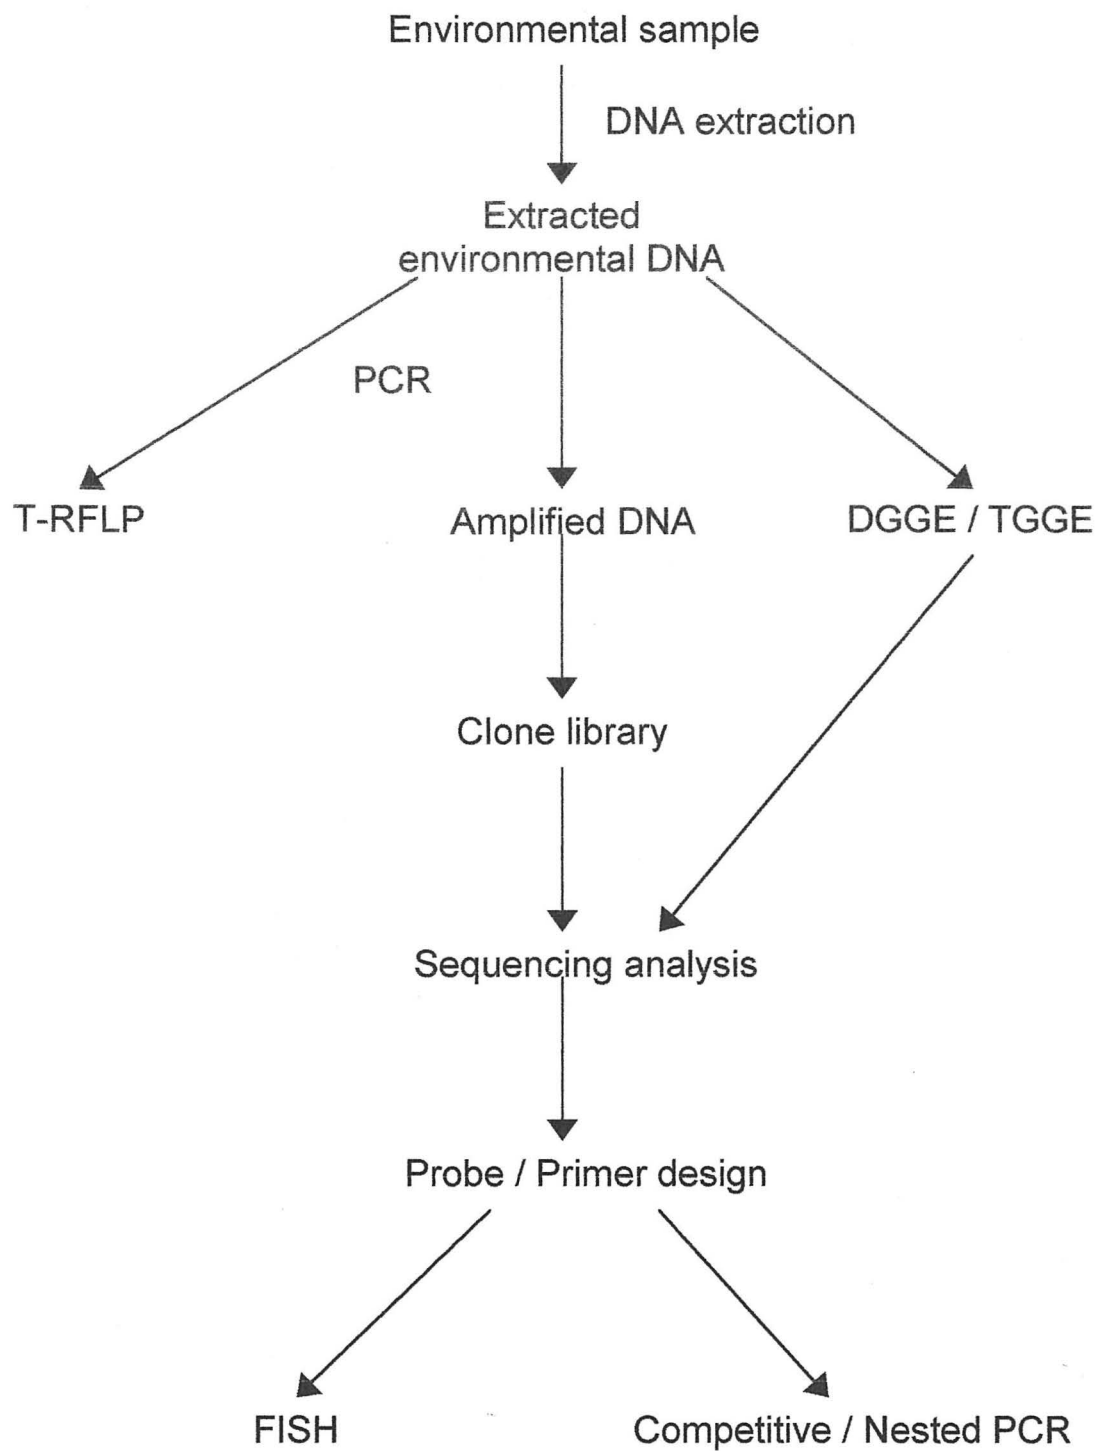 Environmental sample
DNA extraction
Extracted
environmental DNA
PCR
T-RFLP
Amplified DNA
DGGE / TGGE
Clone library
Sequencing analysis
Probe / Primer design
FISH
Competitive / Nested PCR